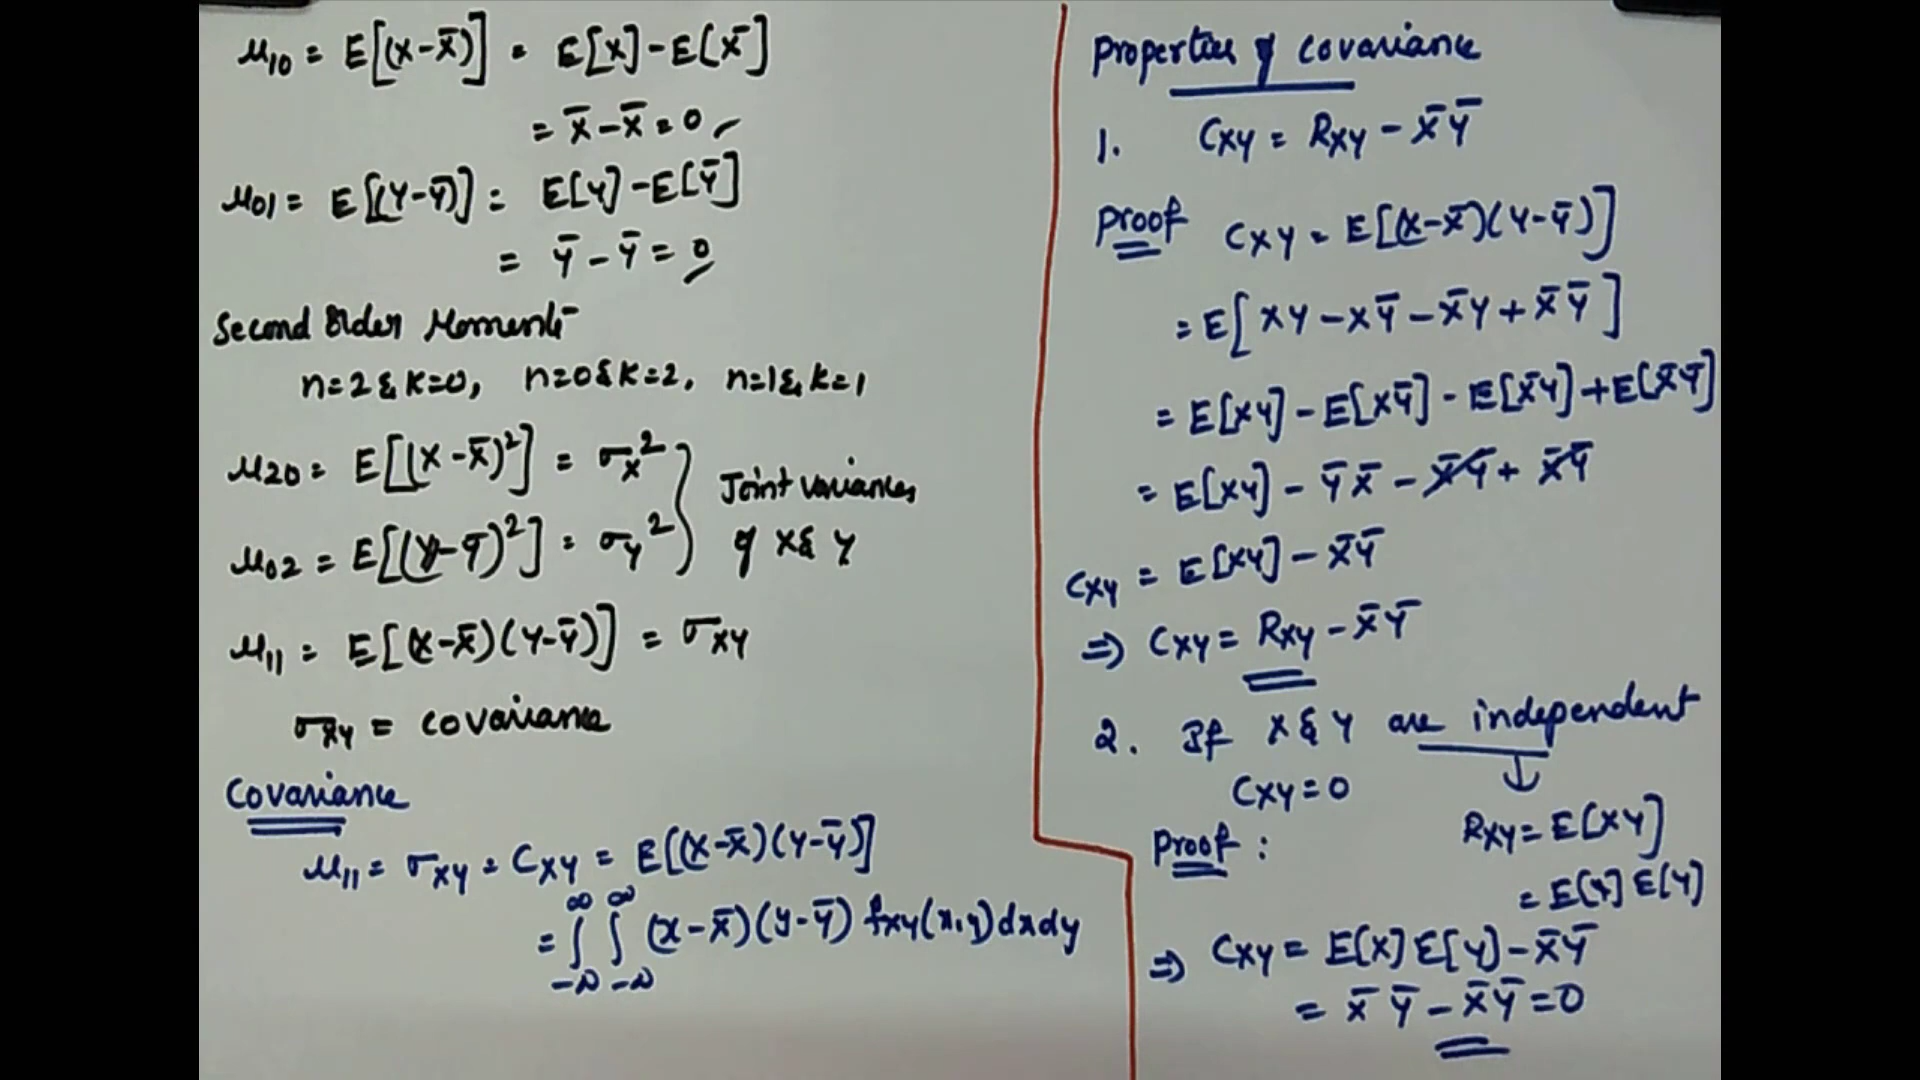 μ10 = E[(X-X̄)] = E[X]-E[X̄]
= X̄-X̄ = 0
μ01 = E[(Y-Ȳ)] = E[Y]-E[Ȳ]
= Ȳ-Ȳ = 0
Second Order Moments
n=2 & k=0, n=0 & k=2, n=1 & k=1
μ20 = E[(X-X̄)²] = σX²
μ02 = E[(Y-Ȳ)²] = σY²
Joint variances
of X & Y
μ11 = E[(X-X̄)(Y-Ȳ)] = σXY
σXY = covariance
Covariance
μ11 = σXY = CXY = E[(X-X̄)(Y-Ȳ)]
= ∫-∞^∞ ∫-∞^∞ (x-X̄)(y-Ȳ) fxy(x,y)dxdy
Properties of covariance
1. CXY = RXY - X̄Ȳ
Proof CXY = E[(X-X̄)(Y-Ȳ)]
= E[XY - XȲ - X̄Y + X̄Ȳ]
= E[XY] - E[XȲ] - E[X̄Y] + E[X̄Ȳ]
= E[XY] - ȲX̄ - X̄Ȳ + X̄Ȳ
CXY = E[XY] - X̄Ȳ
⇒ CXY = RXY - X̄Ȳ
2. If X & Y are independent
↓
CXY = 0
RXY = E[XY]
= E[X] E[Y]
Proof :
⇒ CXY = E[X] E[Y] - X̄Ȳ
= X̄ Ȳ - X̄Ȳ = 0